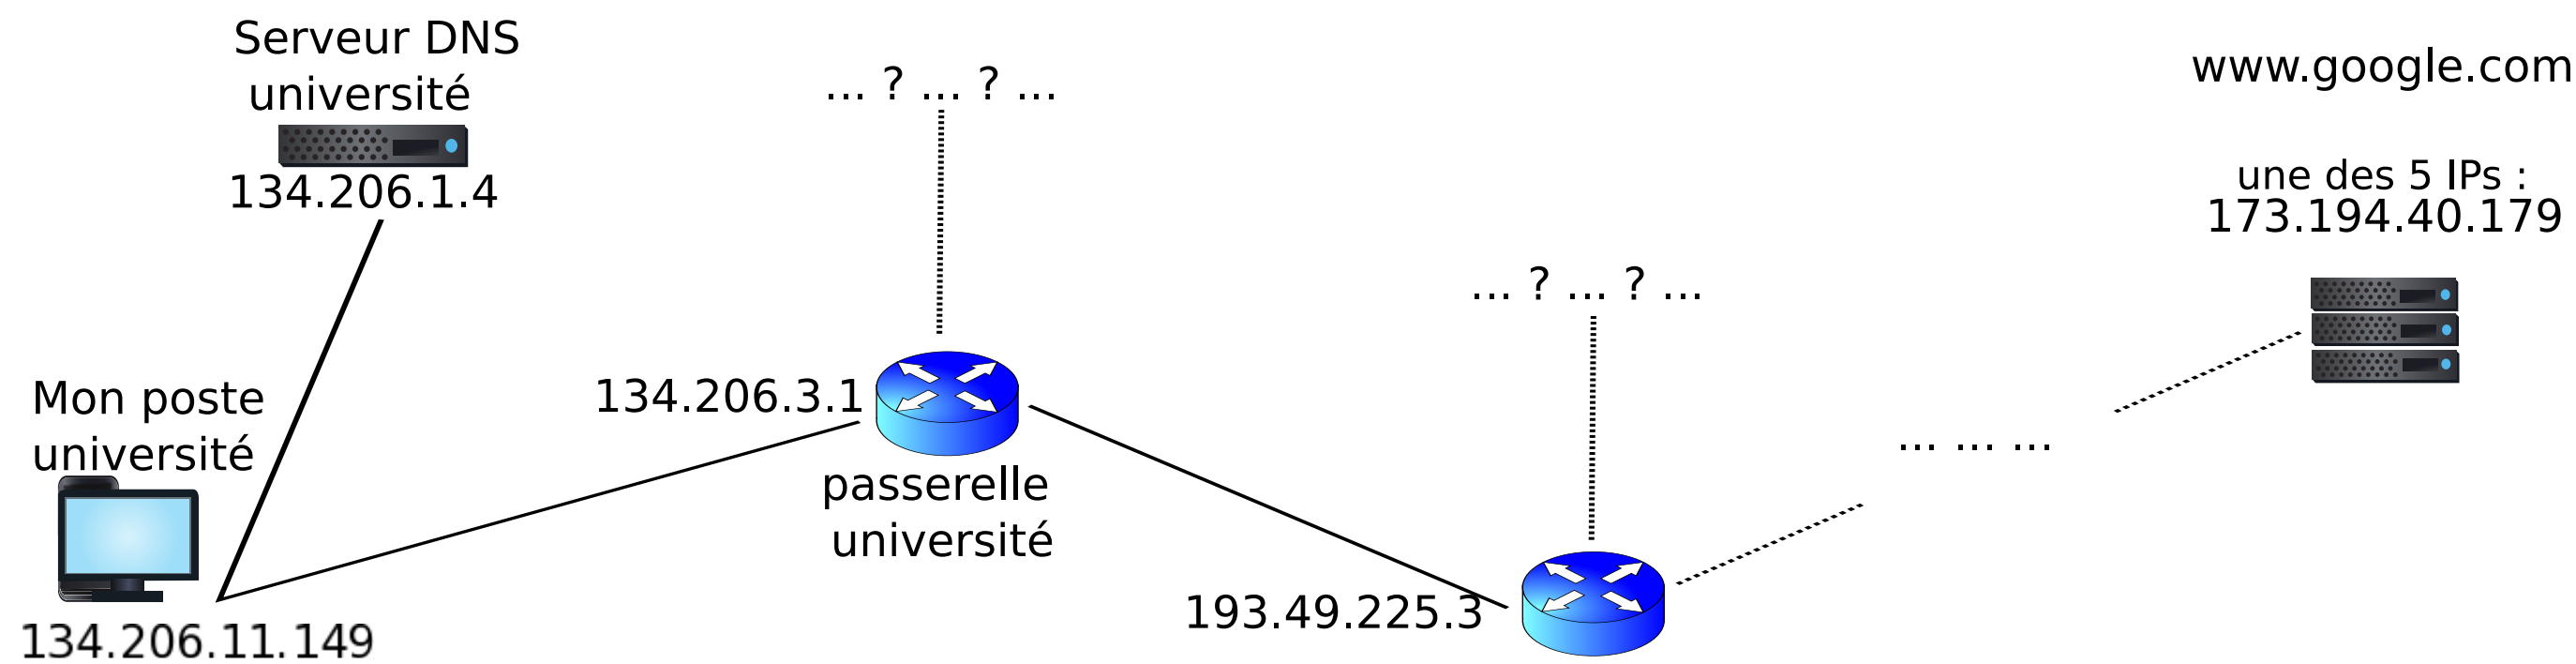 Serveur DNS
université
134.206.1.4
... ? ... ? ...
www.google.com
une des 5 IPs :
173.194.40.179
... ? ... ? ...
Mon poste
université
134.206.11.149
134.206.3.1
passerelle
université
193.49.225.3
... ... ...